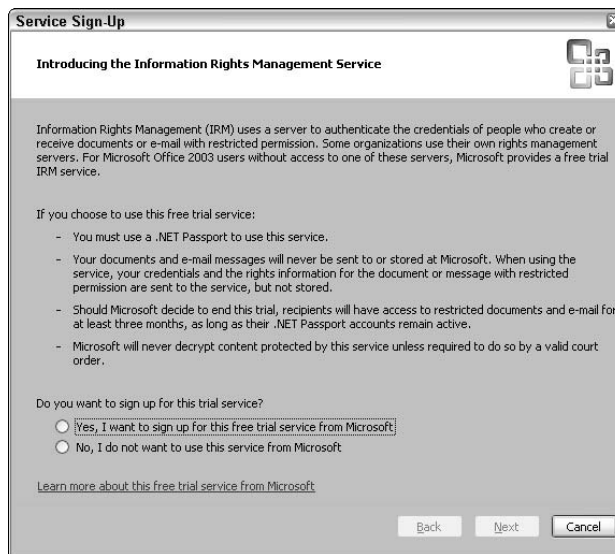 Service Sign-Up
Introducing the Information Rights Management Service
Information Rights Management (IRM) uses a server to authenticate the credentials of people who create or
receive documents or e-mail with restricted permission. Some organizations use their own rights management
servers. For Microsoft Office 2003 users without access to one of these servers, Microsoft provides a free trial
IRM service.
If you choose to use this free trial service:
- You must use a .NET Passport to use this service.
- Your documents and e-mail messages will never be sent to or stored at Microsoft. When using the
service, your credentials and the rights information for the document or message with restricted
permission are sent to the service, but not stored.
- Should Microsoft decide to end this trial, recipients will have access to restricted documents and e-mail for
at least three months, as long as their .NET Passport accounts remain active.
- Microsoft will never decrypt content protected by this service unless required to do so by a valid court
order.
Do you want to sign up for this trial service?
Yes, I want to sign up for this free trial service from Microsoft
No, I do not want to use this service from Microsoft
Learn more about this free trial service from Microsoft
Back Next Cancel